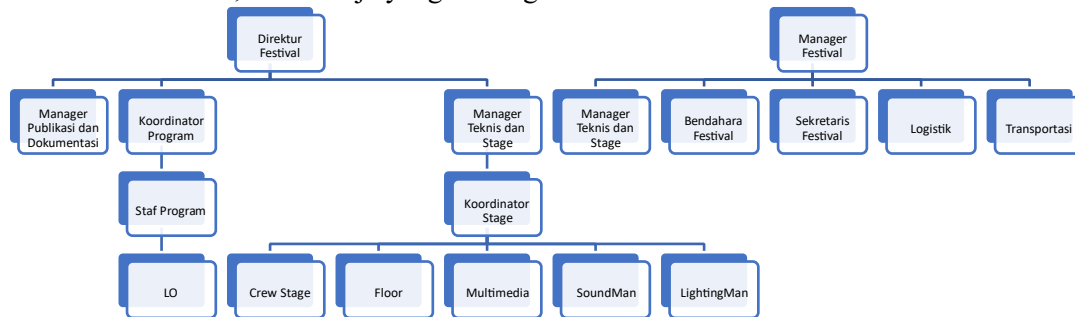 Direktur
Festival
Manager
Festival
Manager
Publikasi dan
Dokumentasi
Koordinator
Program
Manager
Teknis dan
Stage
Manager
Teknis dan
Stage
Bendahara
Festival
Sekretaris
Festival
Logistik
Transportasi
Staf Program
Koordinator
Stage
LO
Crew Stage
Floor
Multimedia
SoundMan
LightingMan